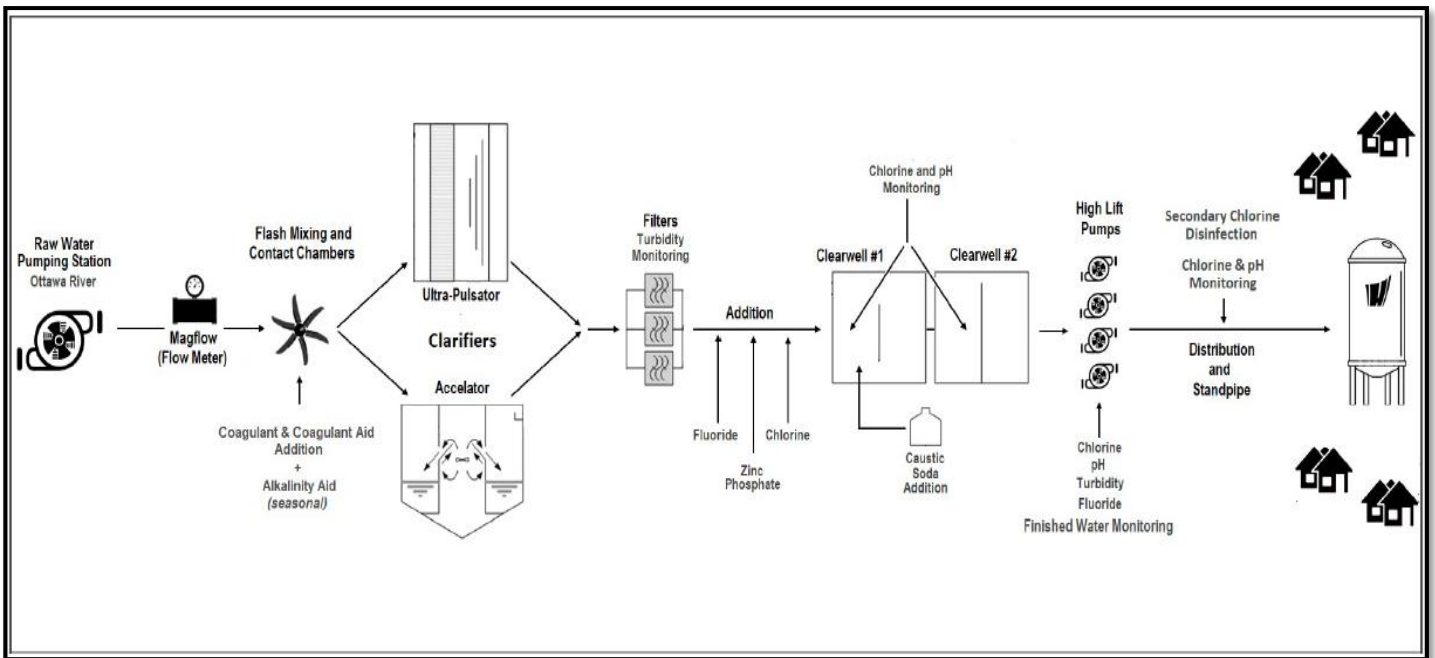 Raw Water
Pumping Station
Ottawa River
Magflow
(Flow Meter)
Flash Mixing and
Contact Chambers
Coagulant & Coagulant Aid
Addition
+
Alkalinity Aid
(seasonal)
Ultra-Pulsator
Clarifiers
Accelator
Filters
Turbidity
Monitoring
Addition
Fluoride
Zinc
Phosphate
Chlorine
Chlorine and pH
Monitoring
Clearwell #1
Clearwell #2
Caustic
Soda
Addition
High Lift
Pumps
Chlorine
pH
Turbidity
Fluoride
Finished Water Monitoring
Secondary Chlorine
Disinfection
Chlorine & pH
Monitoring
Distribution
and
Standpipe